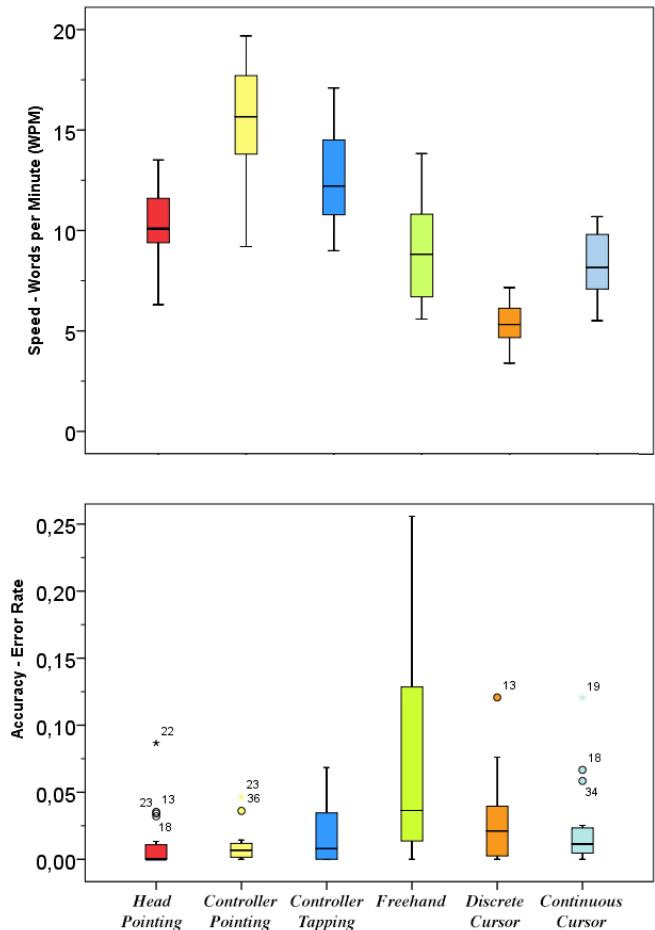 20
15
10
5
0
Speed - Words per Minute (WPM)
0,25
0,20
0,15
0,10
0,05
0,00
Accuracy - Error Rate
22
23 13
18
23
36
13
19
18
34
Head Pointing
Controller Pointing
Controller Tapping
Freehand
Discrete Cursor
Continuous Cursor